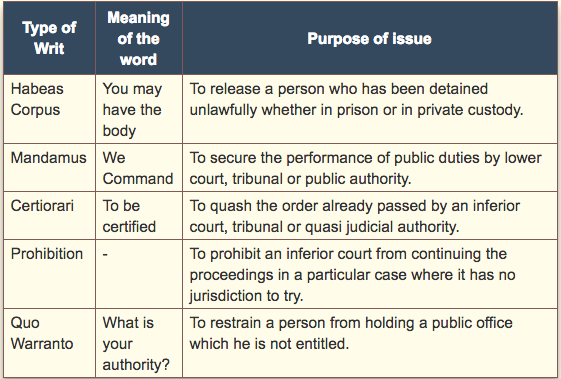 Type of Writ Meaning of the word Purpose of issue
Habeas Corpus You may have the body To release a person who has been detained unlawfully whether in prison or in private custody.
Mandamus We Command To secure the performance of public duties by lower court, tribunal or public authority.
Certiorari To be certified To quash the order already passed by an inferior court, tribunal or quasi judicial authority.
Prohibition - To prohibit an inferior court from continuing the proceedings in a particular case where it has no jurisdiction to try.
Quo Warranto What is your authority? To restrain a person from holding a public office which he is not entitled.